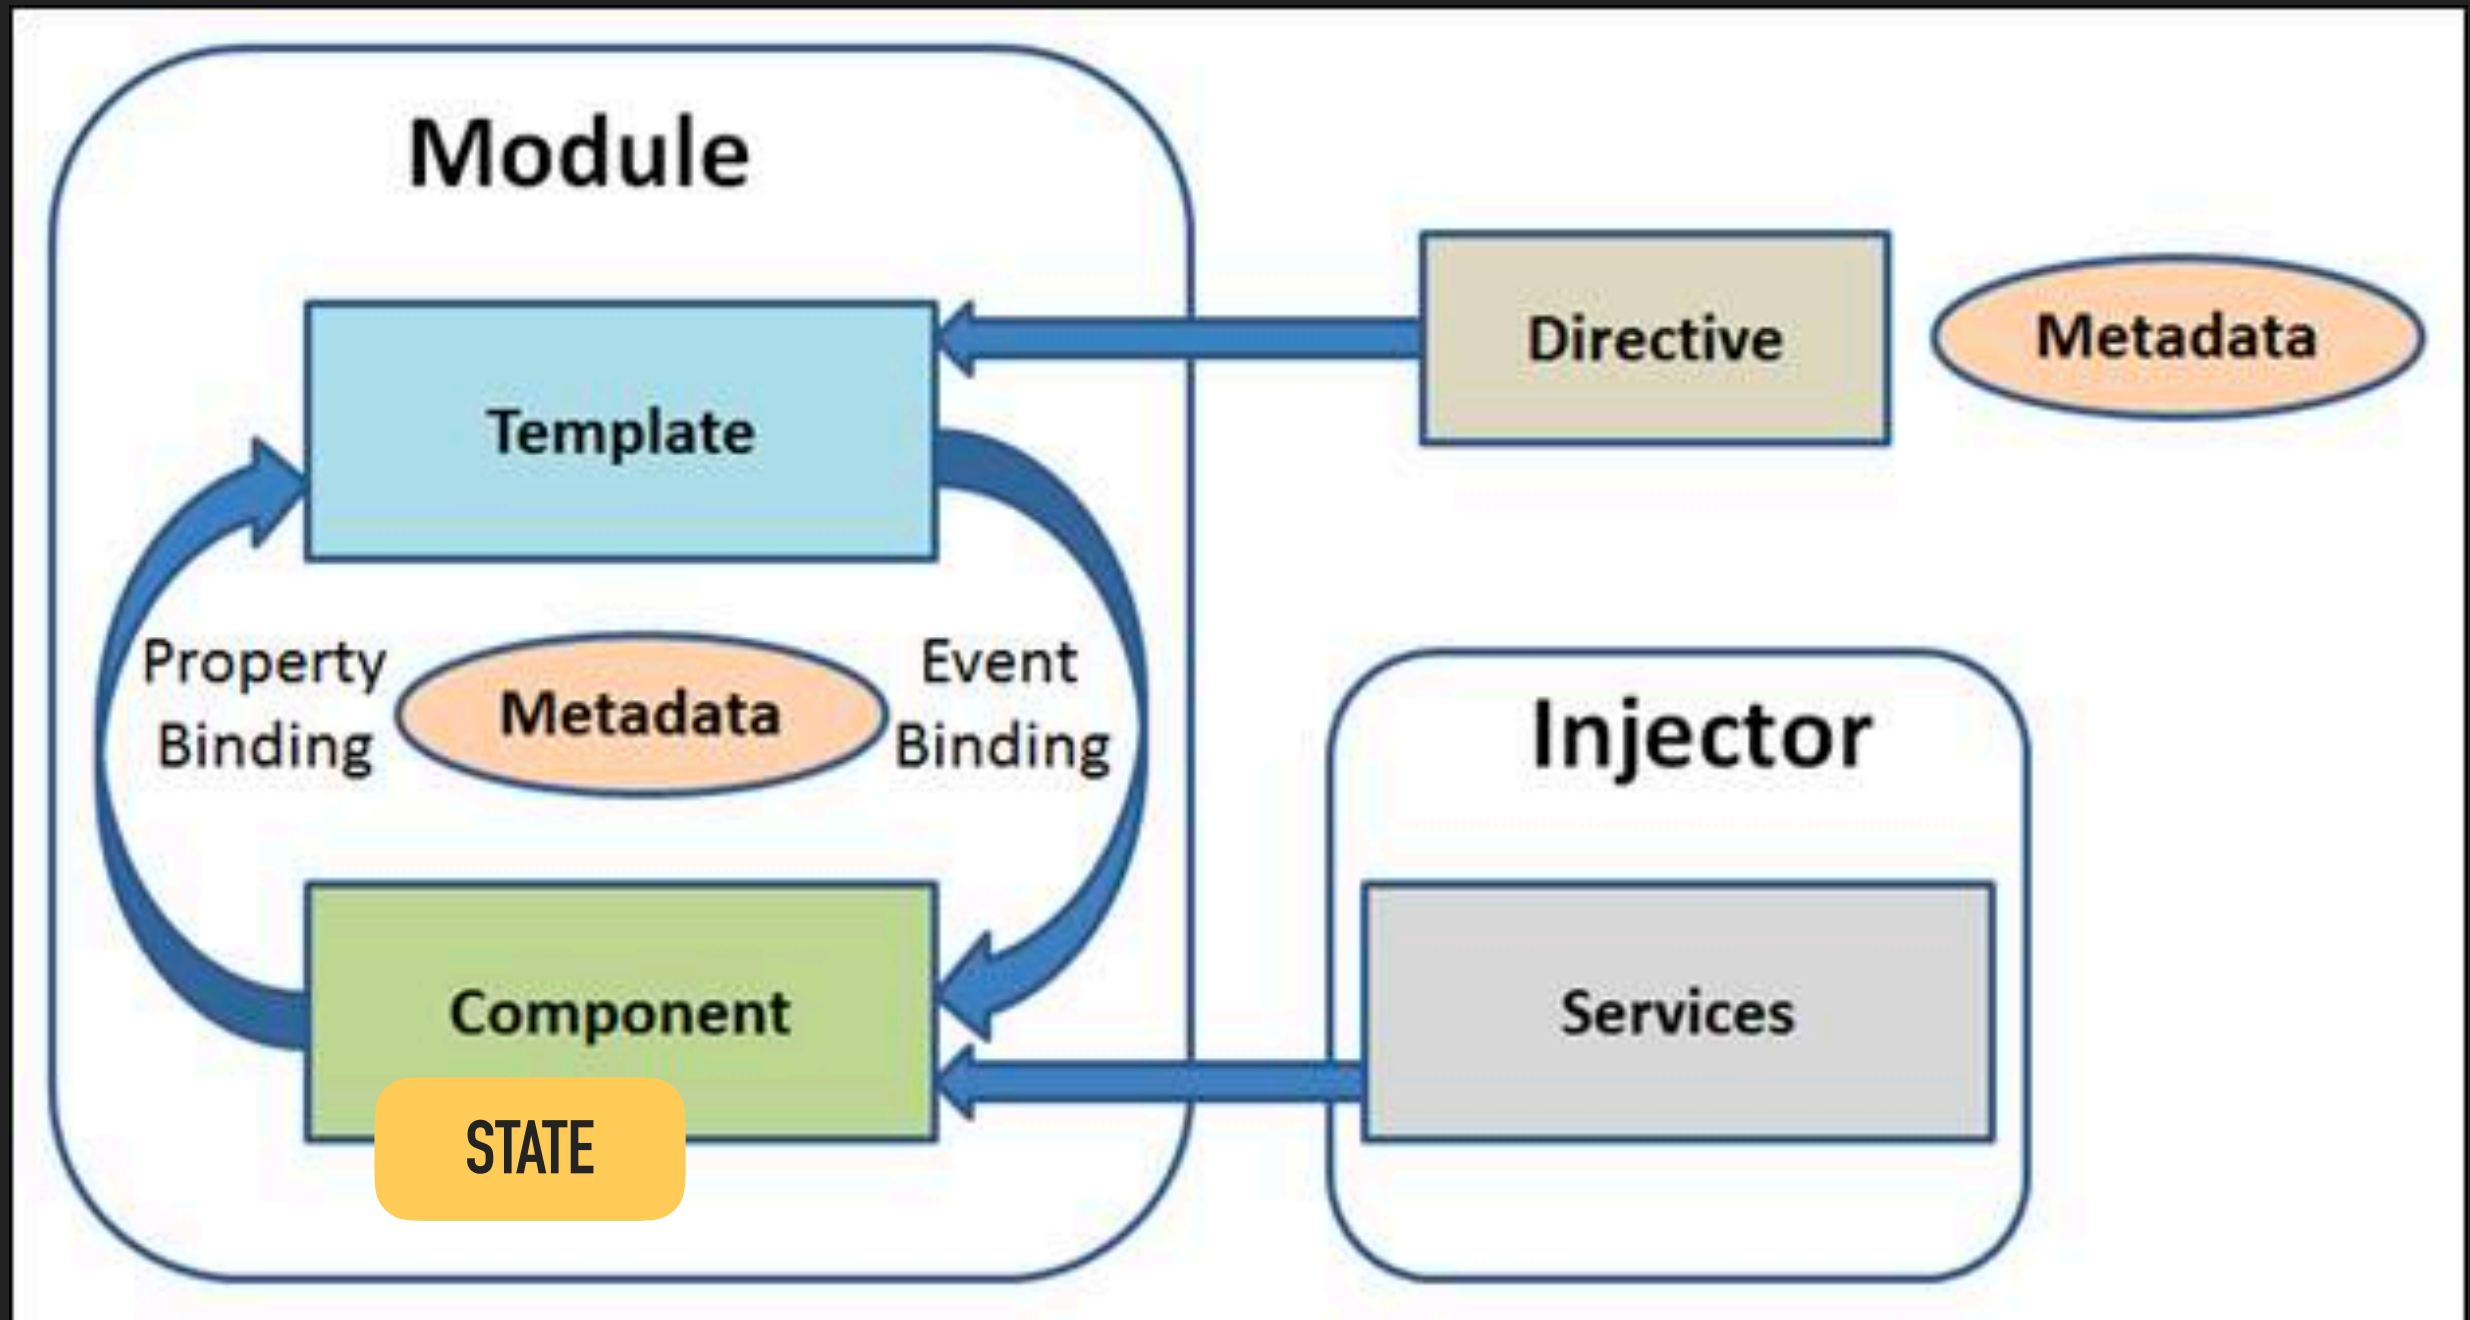 Module
Template
Directive
Metadata
Property
Binding
Metadata
Event
Binding
Injector
Component
Services
STATE